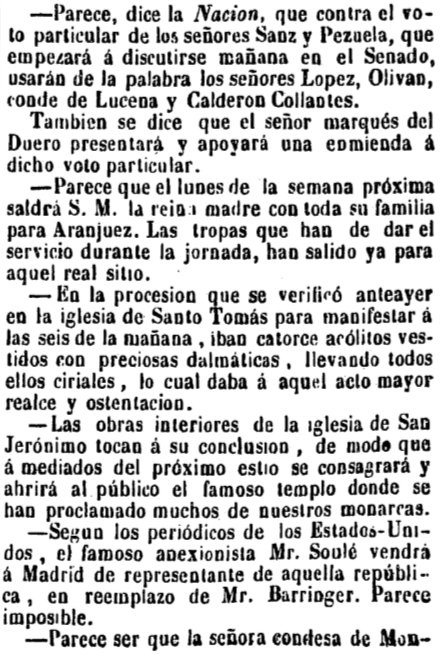 —Parece, dice la Nacion, que contra el vo-
to particular de los señores Sanz y Pezuela, que
empezará á discutirse mañana en el Senado,
usarán de la palabra los señores Lopez, Olivan,
conde de Lucena y Calderon Collantes.
Tambien se dice que el señor marqués del
Duero presentará y apoyará una enmienda á
dicho voto particular.
—Parece que el lunes de la semana próxima
saldrá S. M. la reina madre con toda su familia
para Aranjuez. Las tropas que han de dar el
servicio durante la jornada, han salido ya para
aquel real sitio.
—En la procesion que se verificó anteayer
en la iglesia de Santo Tomás para manifestar á
las seis de la mañana, iban catorce acólitos ves-
tidos con preciosas dalmáticas, llevando todos
ellos ciriales, lo cual daba á aquel acto mayor
realce y ostentacion.
—Las obras interiores de la iglesia de San
Jerónimo tocan á su conclusion, de modo que
á mediados del próximo estio se consagrará y
ahrirá al público el famoso templo donde se
han proclamado muchos de nuestros monarcas.
—Segun los periódicos de los Estados-Uni-
dos, el famoso anexionista Mr. Soulé vendrá
á Madrid de representante de aquella repúbli-
ca, en reemplazo de Mr. Barringer. Parece
imposible.
—Parece ser que la señora condesa de Mon-